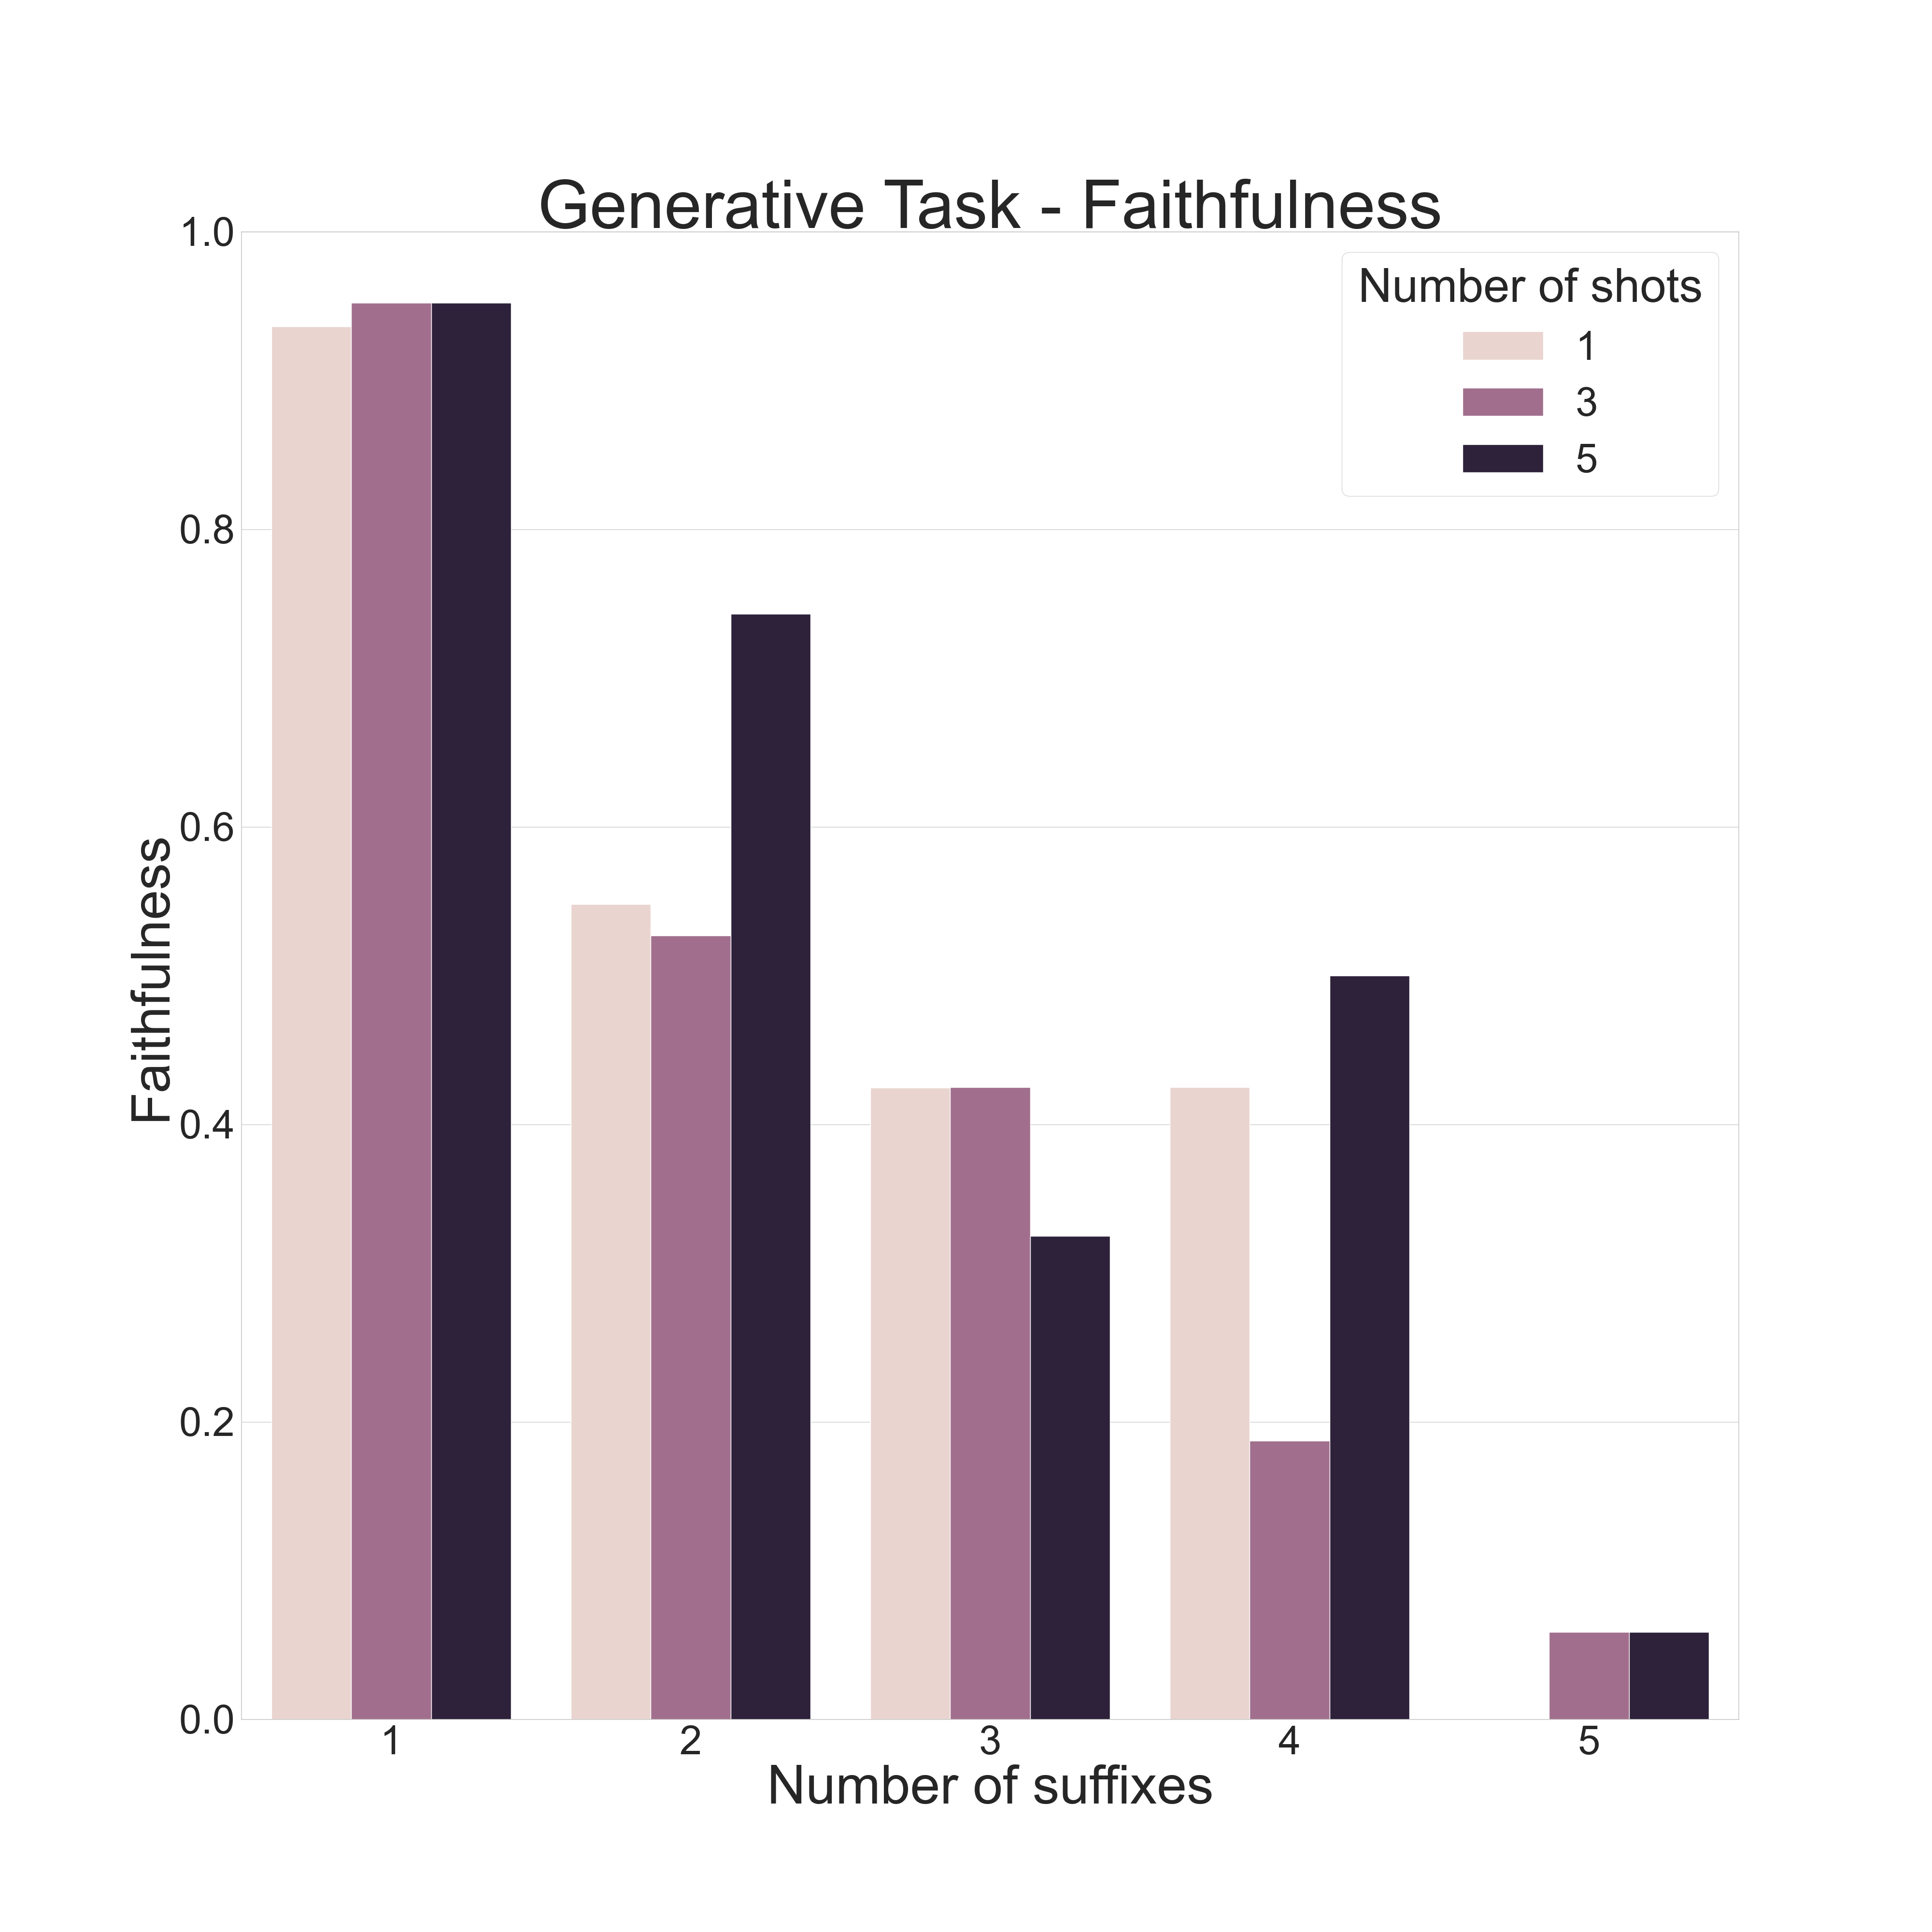 Generative Task - Faithfulness
Number of shots
1
3
5
Faithfulness
1.0
0.8
0.6
0.4
0.2
0.0
1 2 3 4 5
Number of suffixes